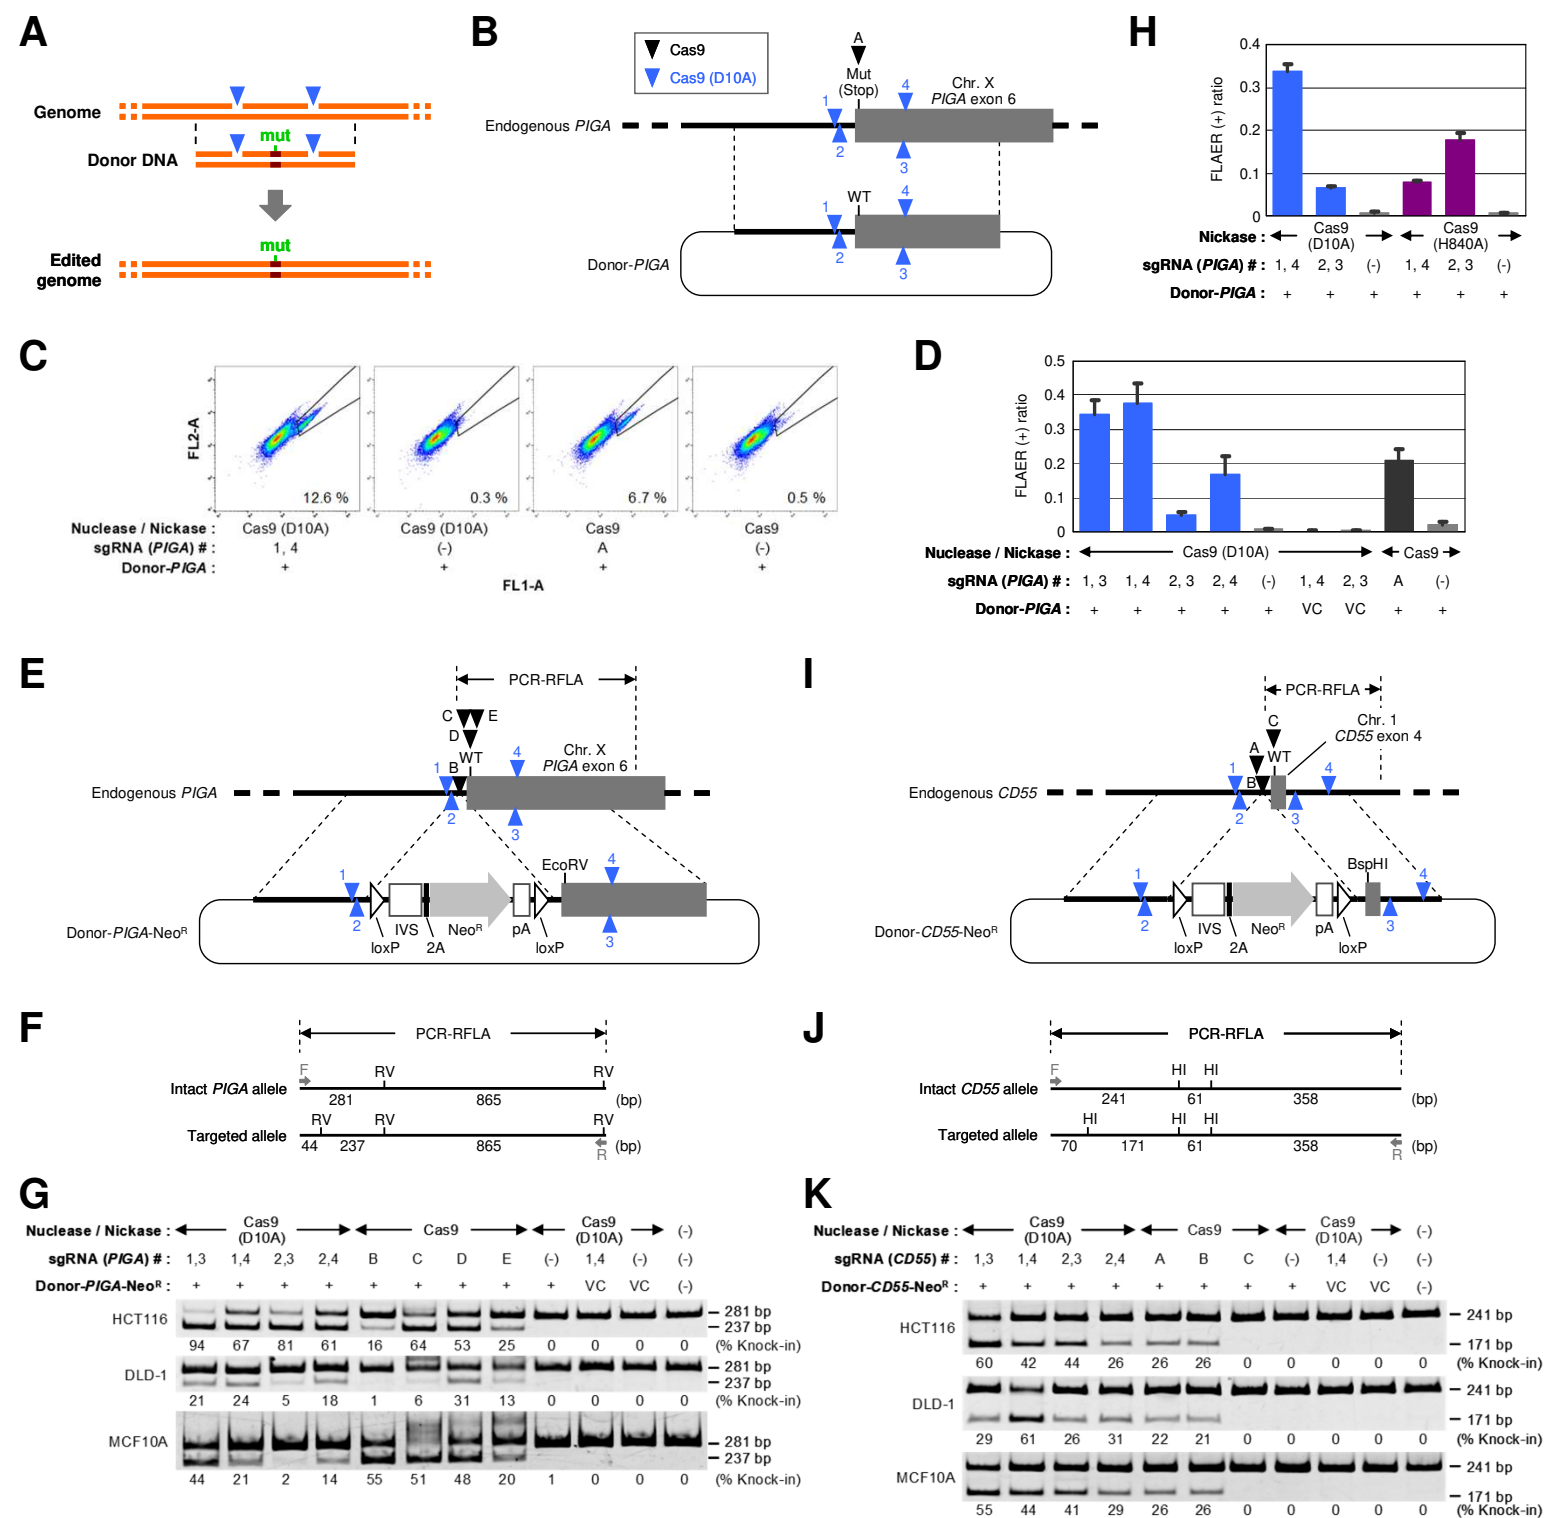 A
Genome
mut
Donor DNA
mut
Edited
genome
B
Cas9
Cas9 (D10A)
A
Mut
(Stop)
Chr. X
PIGA exon 6
1
4
Endogenous PIGA
2
3
WT
1
4
2
3
Donor-PIGA
H
FLAER (+) ratio
0.4
0.3
0.2
0.1
0
Nickase :
Cas9
(D10A)
Cas9
(H840A)
sgRNA (PIGA) # : 1, 4 2, 3 (-) 1, 4 2, 3 (-)
Donor-PIGA : + + + + + +
C
FL2-A
12.6 % 0.3 % 6.7 % 0.5 %
Nuclease / Nickase : Cas9 (D10A) Cas9 (D10A) Cas9 Cas9
sgRNA (PIGA) # : 1, 4 (-) A (-)
Donor-PIGA : + + + +
FL1-A
D
FLAER (+) ratio
0.5
0.4
0.3
0.2
0.1
0
Nuclease / Nickase : Cas9 (D10A) Cas9
sgRNA (PIGA) # : 1, 3 1, 4 2, 3 2, 4 (-) 1, 4 2, 3 A (-)
Donor-PIGA : + + + + + VC VC + +
E
PCR-RFLA
C E
D
WT
Chr. X
PIGA exon 6
1 B 4
Endogenous PIGA
2 3
EcoRV
1 4
2 3
loxP IVS 2A NeoR pA loxP
Donor-PIGA-NeoR
I
PCR-RFLA
C
A
WT
Chr. 1
CD55 exon 4
1 B 4
Endogenous CD55
2 3
BspHI
1 4
2 3
loxP IVS 2A NeoR pA loxP
Donor-CD55-NeoR
F
PCR-RFLA
F RV RV
Intact PIGA allele
281 865 (bp)
RV RV RV
Targeted allele
44 237 865 R (bp)
J
PCR-RFLA
F HI HI
Intact CD55 allele
241 61 358 (bp)
HI HI HI
Targeted allele
70 171 61 358 R (bp)
G
Nuclease / Nickase : Cas9 (D10A) Cas9 Cas9 (D10A) (-)
sgRNA (PIGA) # : 1,3 1,4 2,3 2,4 B C D E (-) 1,4 (-) (-)
Donor-PIGA-NeoR : + + + + + + + + + VC VC (-)
HCT116
281 bp
237 bp
94 67 81 61 16 64 53 25 0 0 0 0 (% Knock-in)
DLD-1
281 bp
237 bp
21 24 5 18 1 6 31 13 0 0 0 0 (% Knock-in)
MCF10A
281 bp
237 bp
44 21 2 14 55 51 48 20 1 0 0 0 (% Knock-in)
K
Nuclease / Nickase : Cas9 (D10A) Cas9 Cas9 (D10A) (-)
sgRNA (CD55) # 1,3 1,4 2,3 2,4 A B C (-) 1,4 (-) (-)
Donor-CD55-NeoR : + + + + + + + + VC VC (-)
HCT116
241 bp
171 bp
60 42 44 26 26 26 0 0 0 0 0 (% Knock-in)
DLD-1
241 bp
171 bp
29 61 26 31 22 21 0 0 0 0 0 (% Knock-in)
MCF10A
241 bp
171 bp
55 44 41 29 26 26 0 0 0 0 0 (% Knock-in)